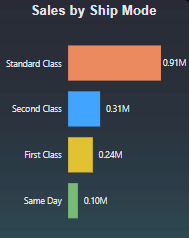 Sales by Ship Mode
Standard Class 0.91M
Second Class 0.31M
First Class 0.24M
Same Day 0.10M